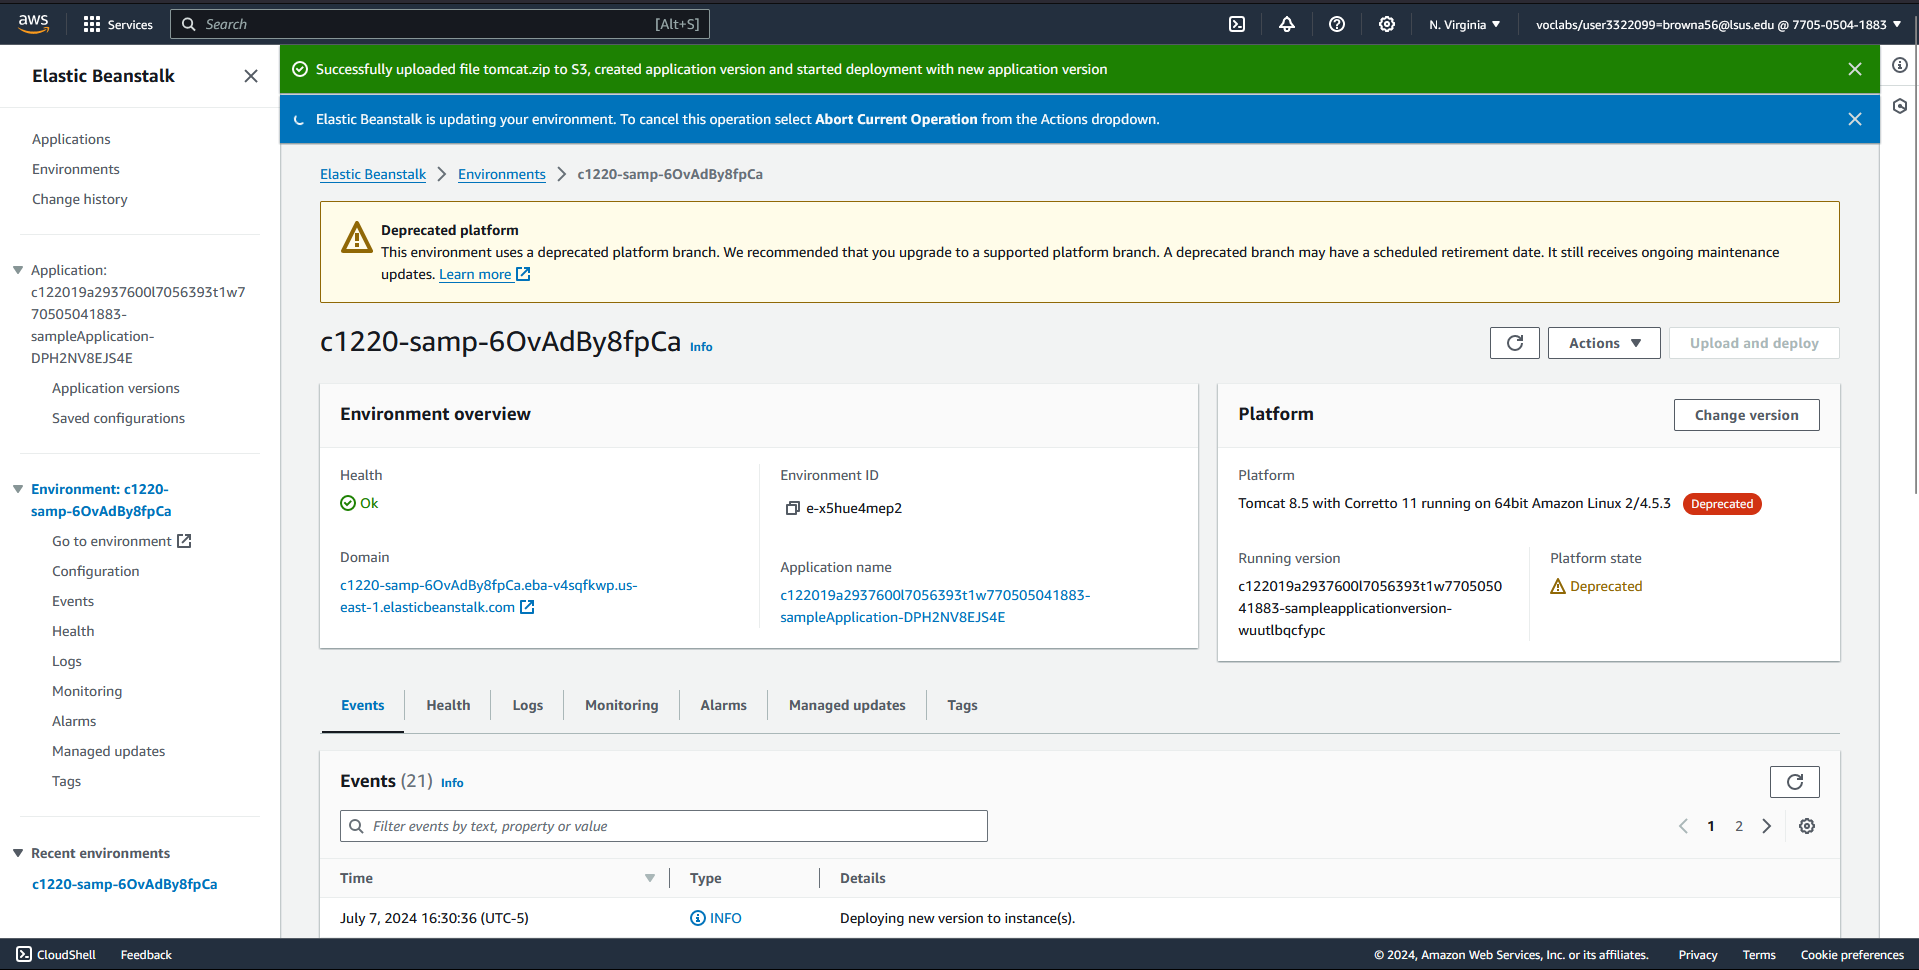 aws
Services
Search
[Alt+S]
N. Virginia
voclabs/user3322099=browna56@lsus.edu @ 7705-0504-1883
Elastic Beanstalk
Applications
Environments
Change history
Application:
c122019a2937600l7056393t1w7
70505041883-
sampleApplication-
DPH2NV8EJS4E
Application versions
Saved configurations
Environment: c1220-
samp-6OvAdBy8fpCa
Go to environment
Configuration
Events
Health
Logs
Monitoring
Alarms
Managed updates
Tags
Recent environments
c1220-samp-6OvAdBy8fpCa
Successfully uploaded file tomcat.zip to S3, created application version and started deployment with new application version
Elastic Beanstalk is updating your environment. To cancel this operation select Abort Current Operation from the Actions dropdown.
Elastic Beanstalk
Environments
c1220-samp-6OvAdBy8fpCa
Deprecated platform
This environment uses a deprecated platform branch. We recommended that you upgrade to a supported platform branch. A deprecated branch may have a scheduled retirement date. It still receives ongoing maintenance
updates. Learn more
c1220-samp-6OvAdBy8fpCa Info
Actions
Upload and deploy
Environment overview
Health
Ok
Domain
c1220-samp-6OvAdBy8fpCa.eba-v4sqfkwp.us-
east-1.elasticbeanstalk.com
Environment ID
e-x5hue4mep2
Application name
c122019a2937600l7056393t1w770505041883-
sampleApplication-DPH2NV8EJS4E
Platform
Change version
Platform
Tomcat 8.5 with Corretto 11 running on 64bit Amazon Linux 2/4.5.3
Deprecated
Running version
c122019a2937600l7056393t1w7705050
41883-sampleapplicationversion-
wuutlbqcfypc
Platform state
Deprecated
Events
Health
Logs
Monitoring
Alarms
Managed updates
Tags
Events (21) Info
Filter events by text, property or value
1
2
Time
Type
Details
July 7, 2024 16:30:36 (UTC-5)
INFO
Deploying new version to instance(s).
CloudShell
Feedback
© 2024, Amazon Web Services, Inc. or its affiliates.
Privacy
Terms
Cookie preferences